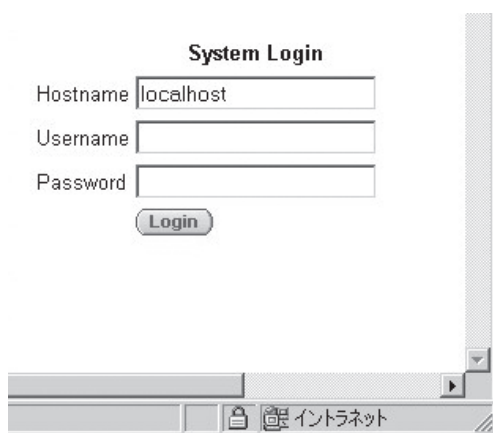 System Login
Hostname localhost
Username
Password
Login
イントラネット